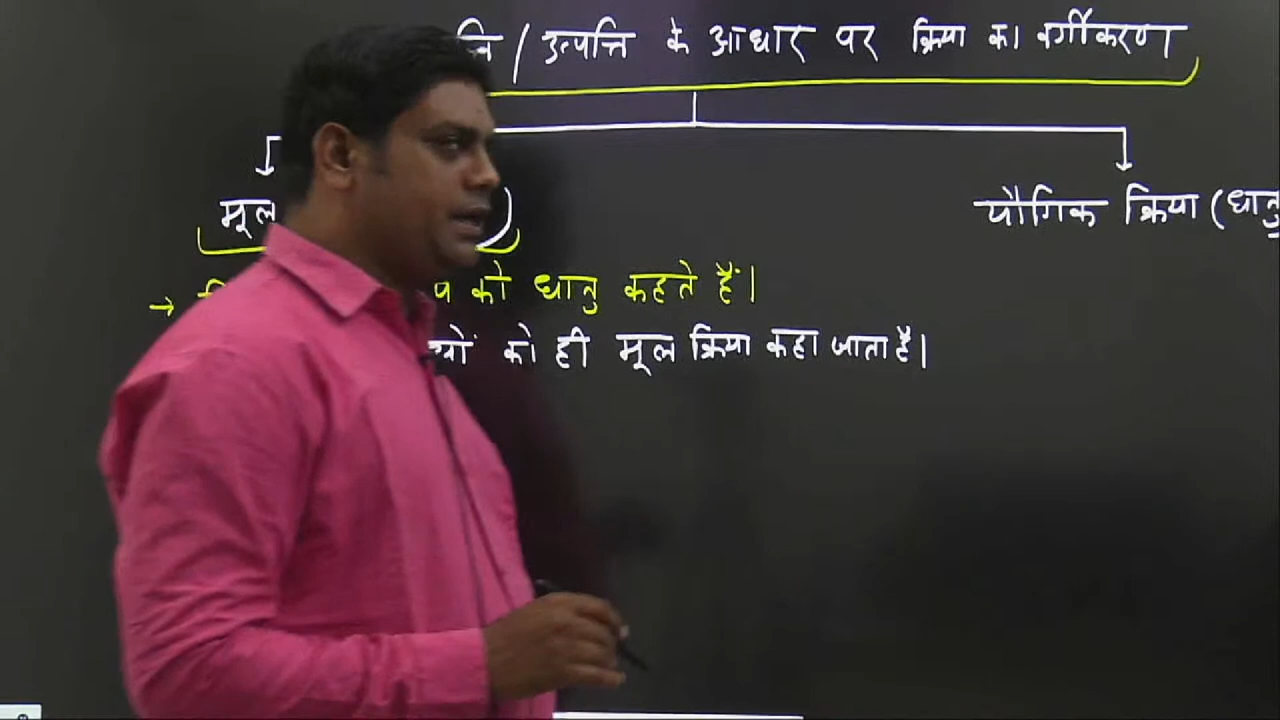 / उत्पत्ति के आधार पर क्रिया का वर्गीकरण
मूल )
यौगिक क्रिया (धातु
→ को धातु कहते हैं।
को ही मूल क्रिया कहा जाता है।